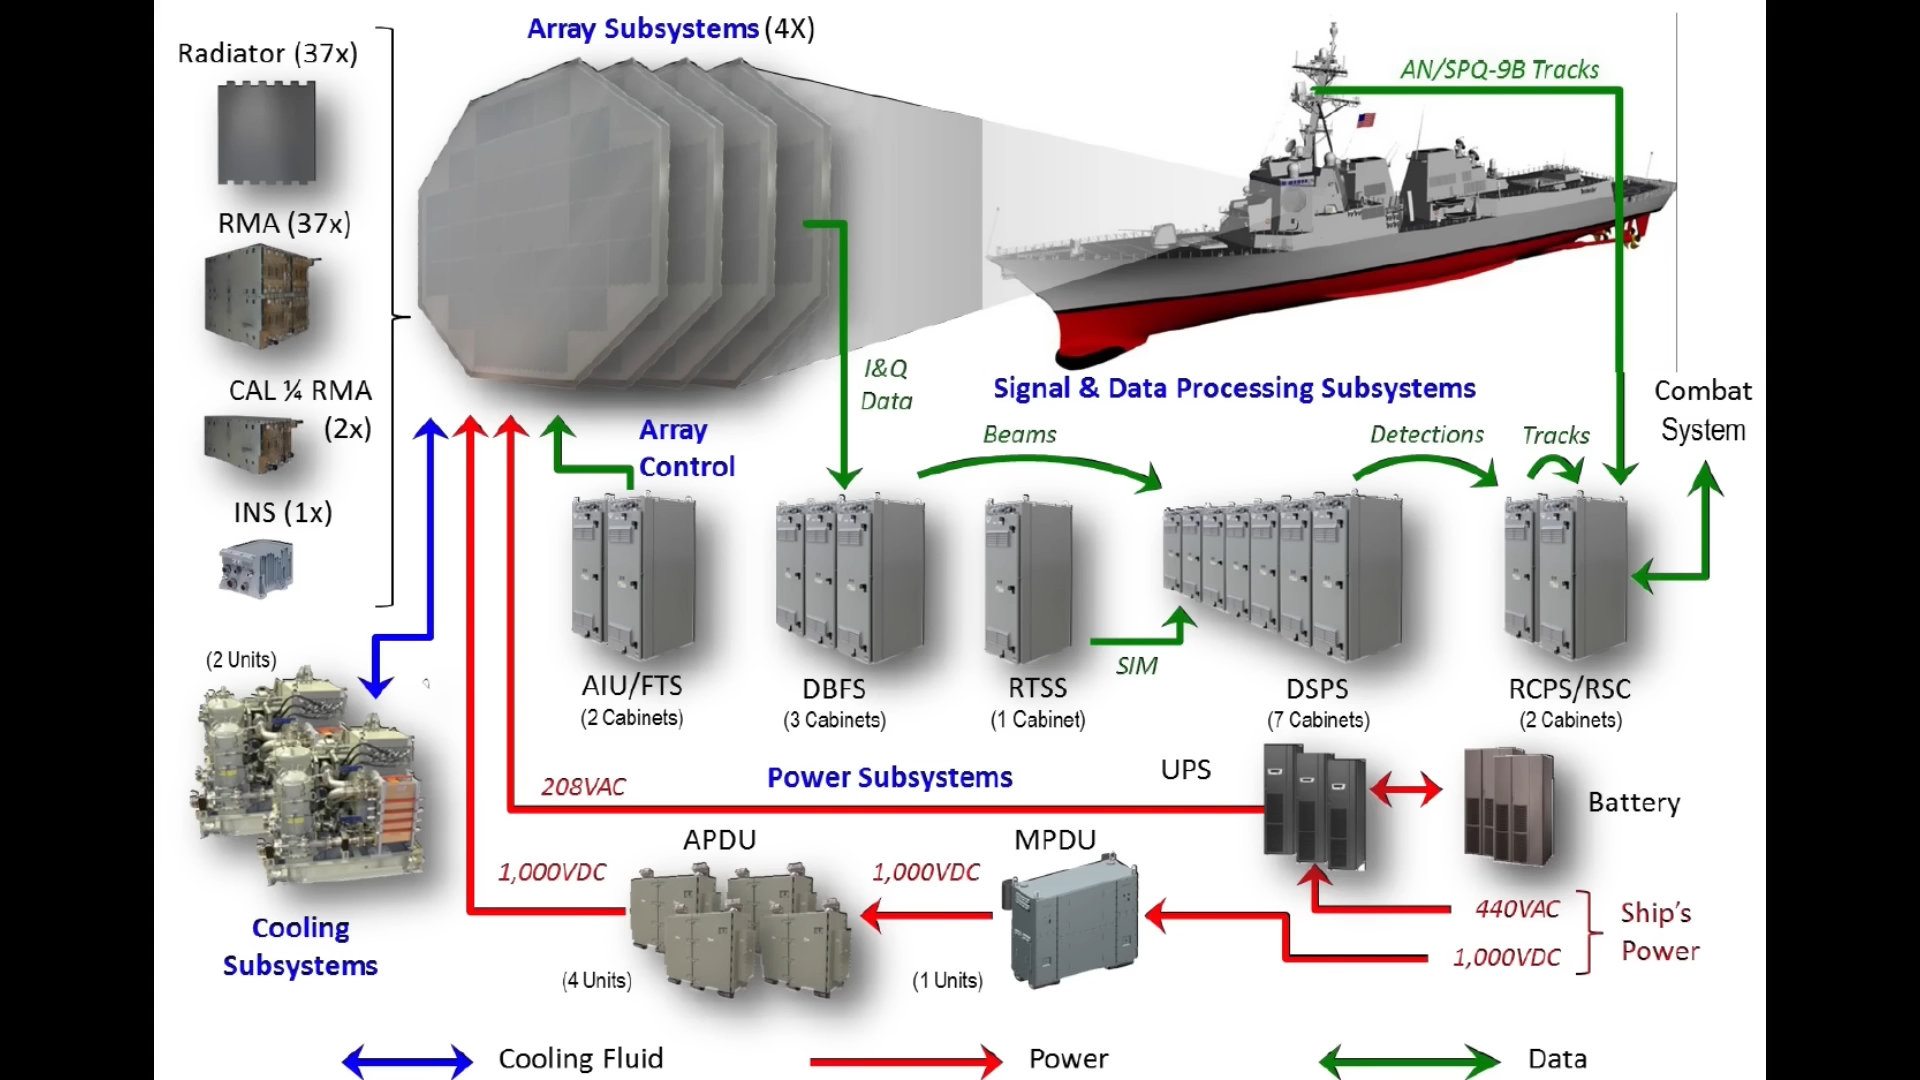 Array Subsystems (4X)
Radiator (37x)
AN/SPQ-9B Tracks
RMA (37x)
I&Q
Data
Signal & Data Processing Subsystems
CAL ¼ RMA
(2x)
Combat
System
Array
Control
Beams
Detections
Tracks
INS (1x)
(2 Units)
SIM
AIU/FTS
(2 Cabinets)
DBFS
(3 Cabinets)
RTSS
(1 Cabinet)
DSPS
(7 Cabinets)
RCPS/RSC
(2 Cabinets)
208VAC
Power Subsystems
UPS
Battery
APDU
MPDU
1,000VDC
1,000VDC
440VAC
1,000VDC
Ship's
Power
Cooling
Subsystems
(4 Units)
(1 Units)
Cooling Fluid
Power
Data